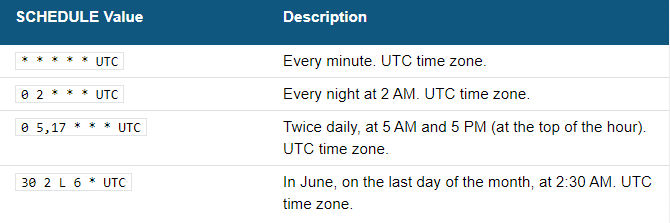 SCHEDULE Value Description
* * * * * UTC Every minute. UTC time zone.
0 2 * * * UTC Every night at 2 AM. UTC time zone.
0 5,17 * * * UTC Twice daily, at 5 AM and 5 PM (at the top of the hour).
UTC time zone.
30 2 L 6 * UTC In June, on the last day of the month, at 2:30 AM. UTC
time zone.